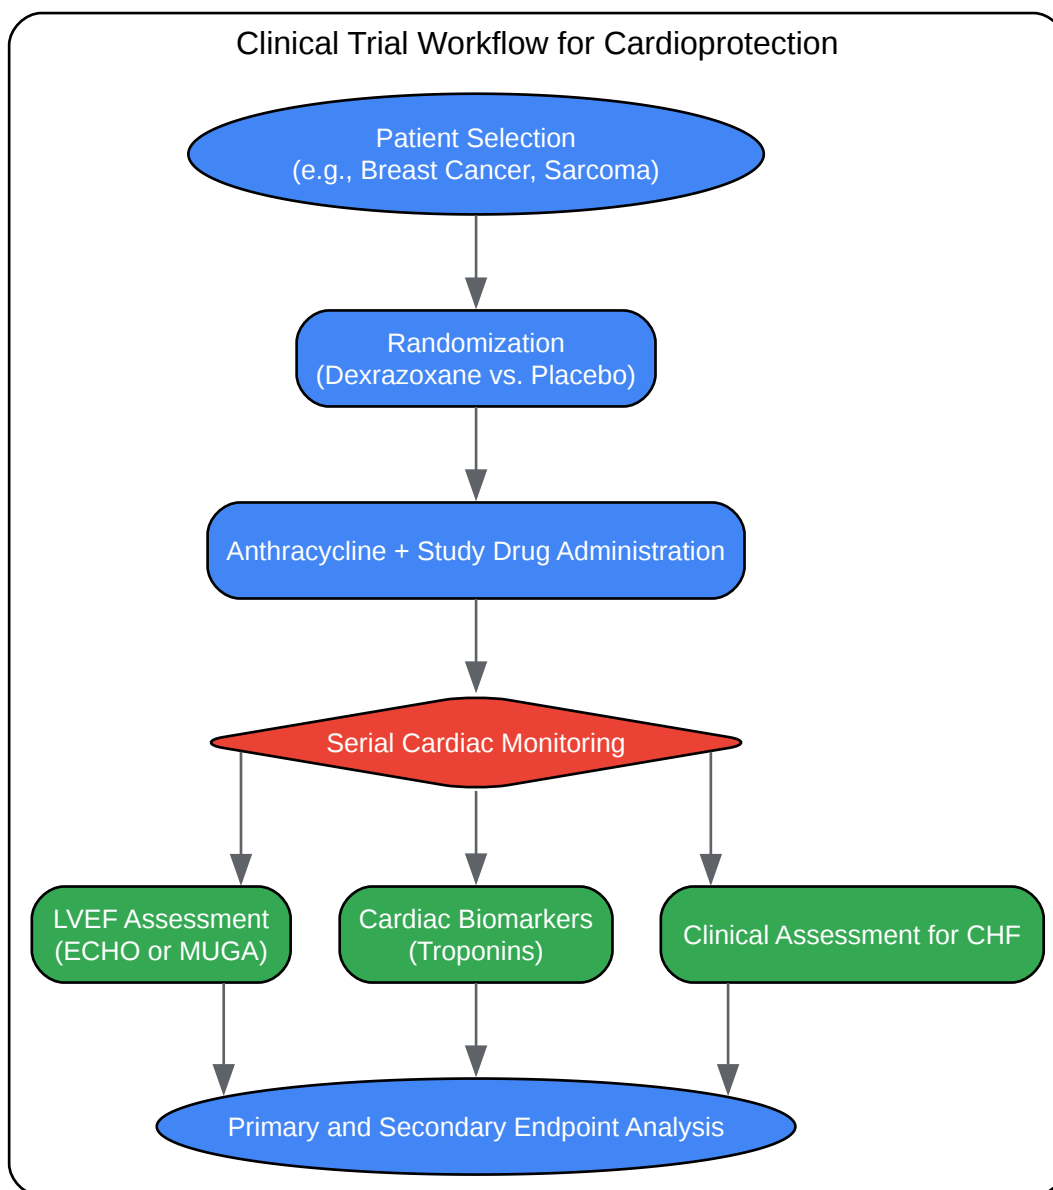 Clinical Trial Workflow for Cardioprotection
Patient Selection
(e.g., Breast Cancer, Sarcoma)
Randomization
(Dexrazoxane vs. Placebo)
Anthracycline + Study Drug Administration
Serial Cardiac Monitoring
LVEF Assessment
(ECHO or MUGA)
Cardiac Biomarkers
(Troponins)
Clinical Assessment for CHF
Primary and Secondary Endpoint Analysis